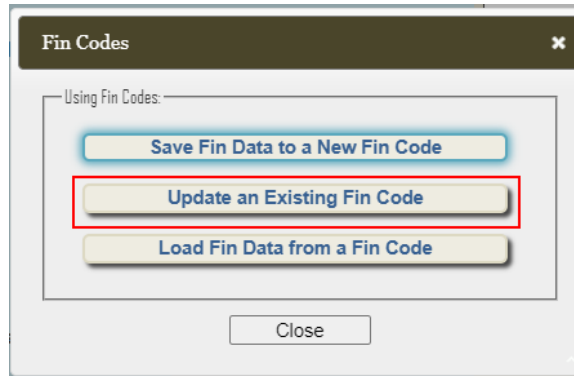 Fin Codes
Using Fin Codes:
Save Fin Data to a New Fin Code
Update an Existing Fin Code
Load Fin Data from a Fin Code
Close